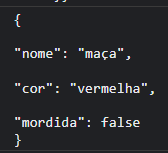 {
"nome": "maça",
"cor": "vermelha",
"mordida": false
}